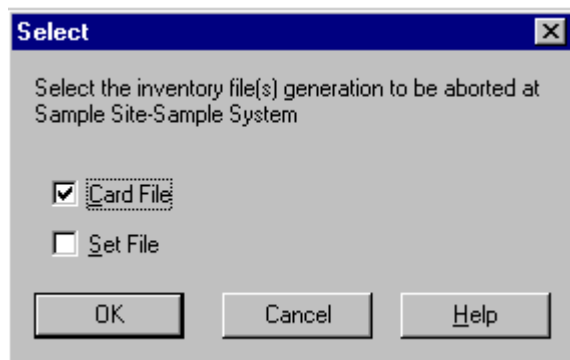 Select
Select the inventory file(s) generation to be aborted at
Sample Site-Sample System
Card File
Set File
OK Cancel Help